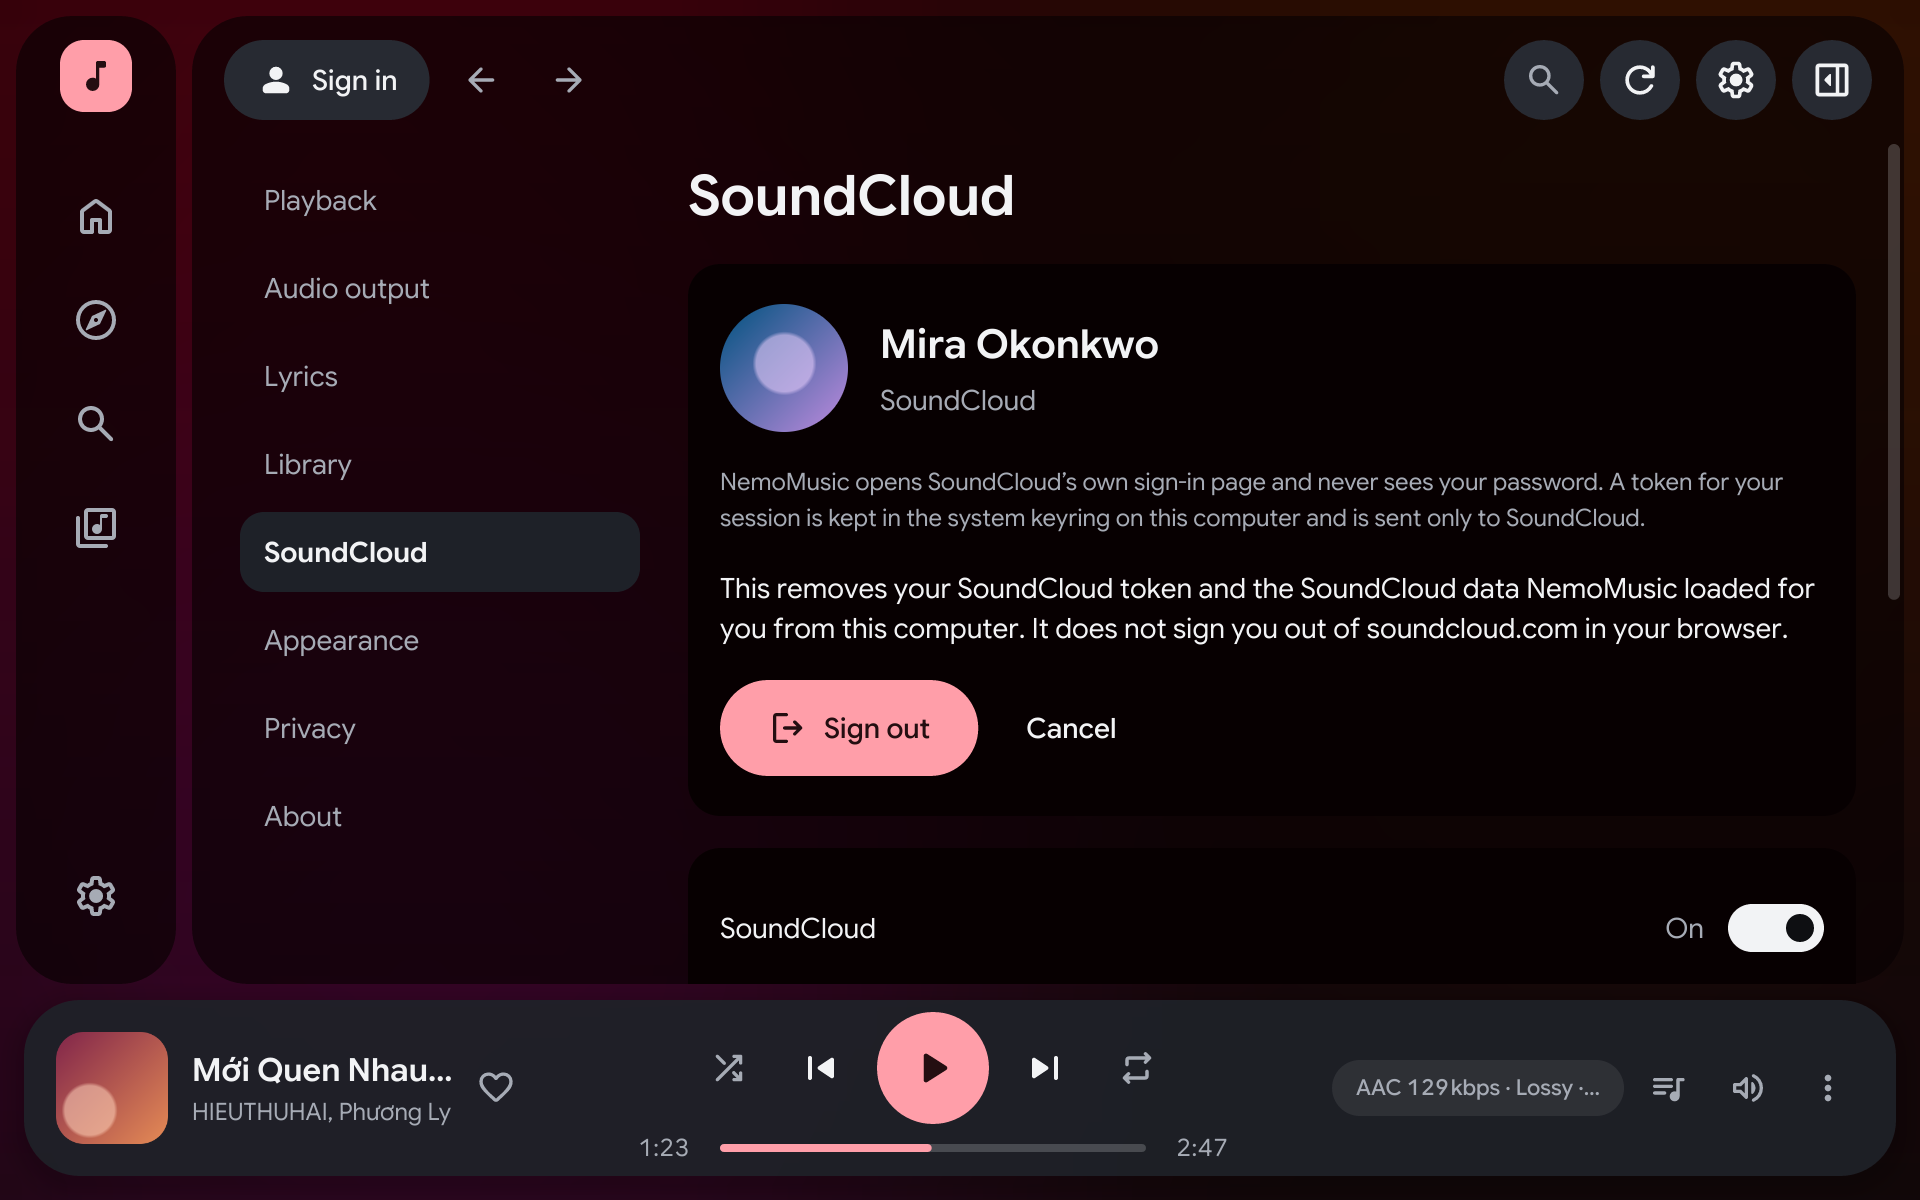 Sign in
Playback
Audio output
Lyrics
Library
SoundCloud
Appearance
Privacy
About
SoundCloud
Mira Okonkwo
SoundCloud
NemoMusic opens SoundCloud’s own sign-in page and never sees your password. A token for your
session is kept in the system keyring on this computer and is sent only to SoundCloud.
This removes your SoundCloud token and the SoundCloud data NemoMusic loaded for
you from this computer. It does not sign you out of soundcloud.com in your browser.
Sign out
Cancel
SoundCloud
On
Mới Quen Nhau...
HIEUTHUHAI, Phương Ly
1:23
2:47
AAC 129 kbps · Lossy ·...